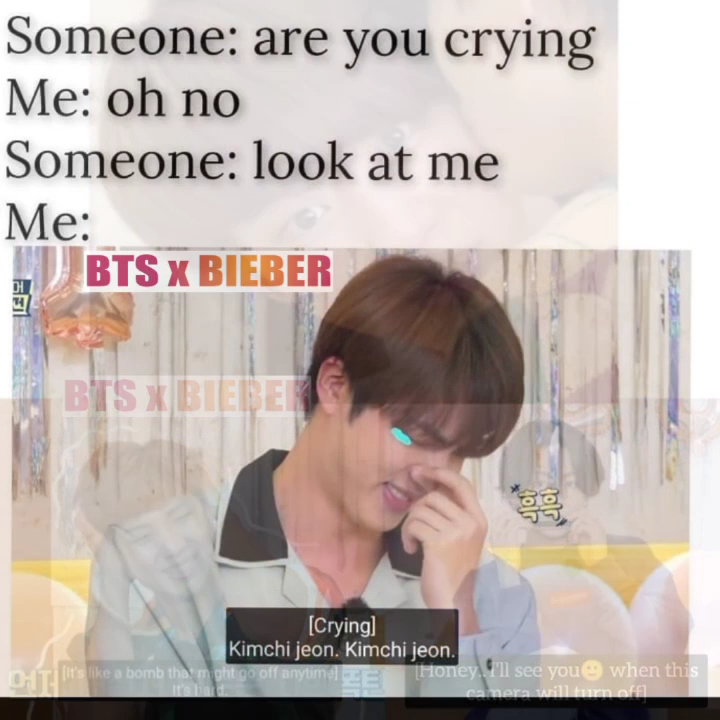 Someone: are you crying
Me: oh no
Someone: look at me
Me:
BTS x BIEBER
BTS x BIEBER
흑흑
[Crying]
Kimchi jeon. Kimchi jeon.
[It's like a bomb that might go off anytime]
It's hard.
[Honey..I'll see you🙂 when this
camera will turn off]